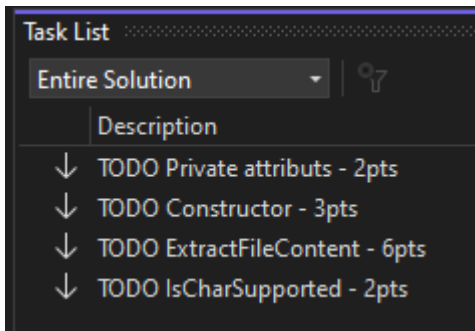 Task List
Entire Solution
Description
TODO Private attributs - 2pts
TODO Constructor - 3pts
TODO ExtractFileContent - 6pts
TODO IsCharSupported - 2pts